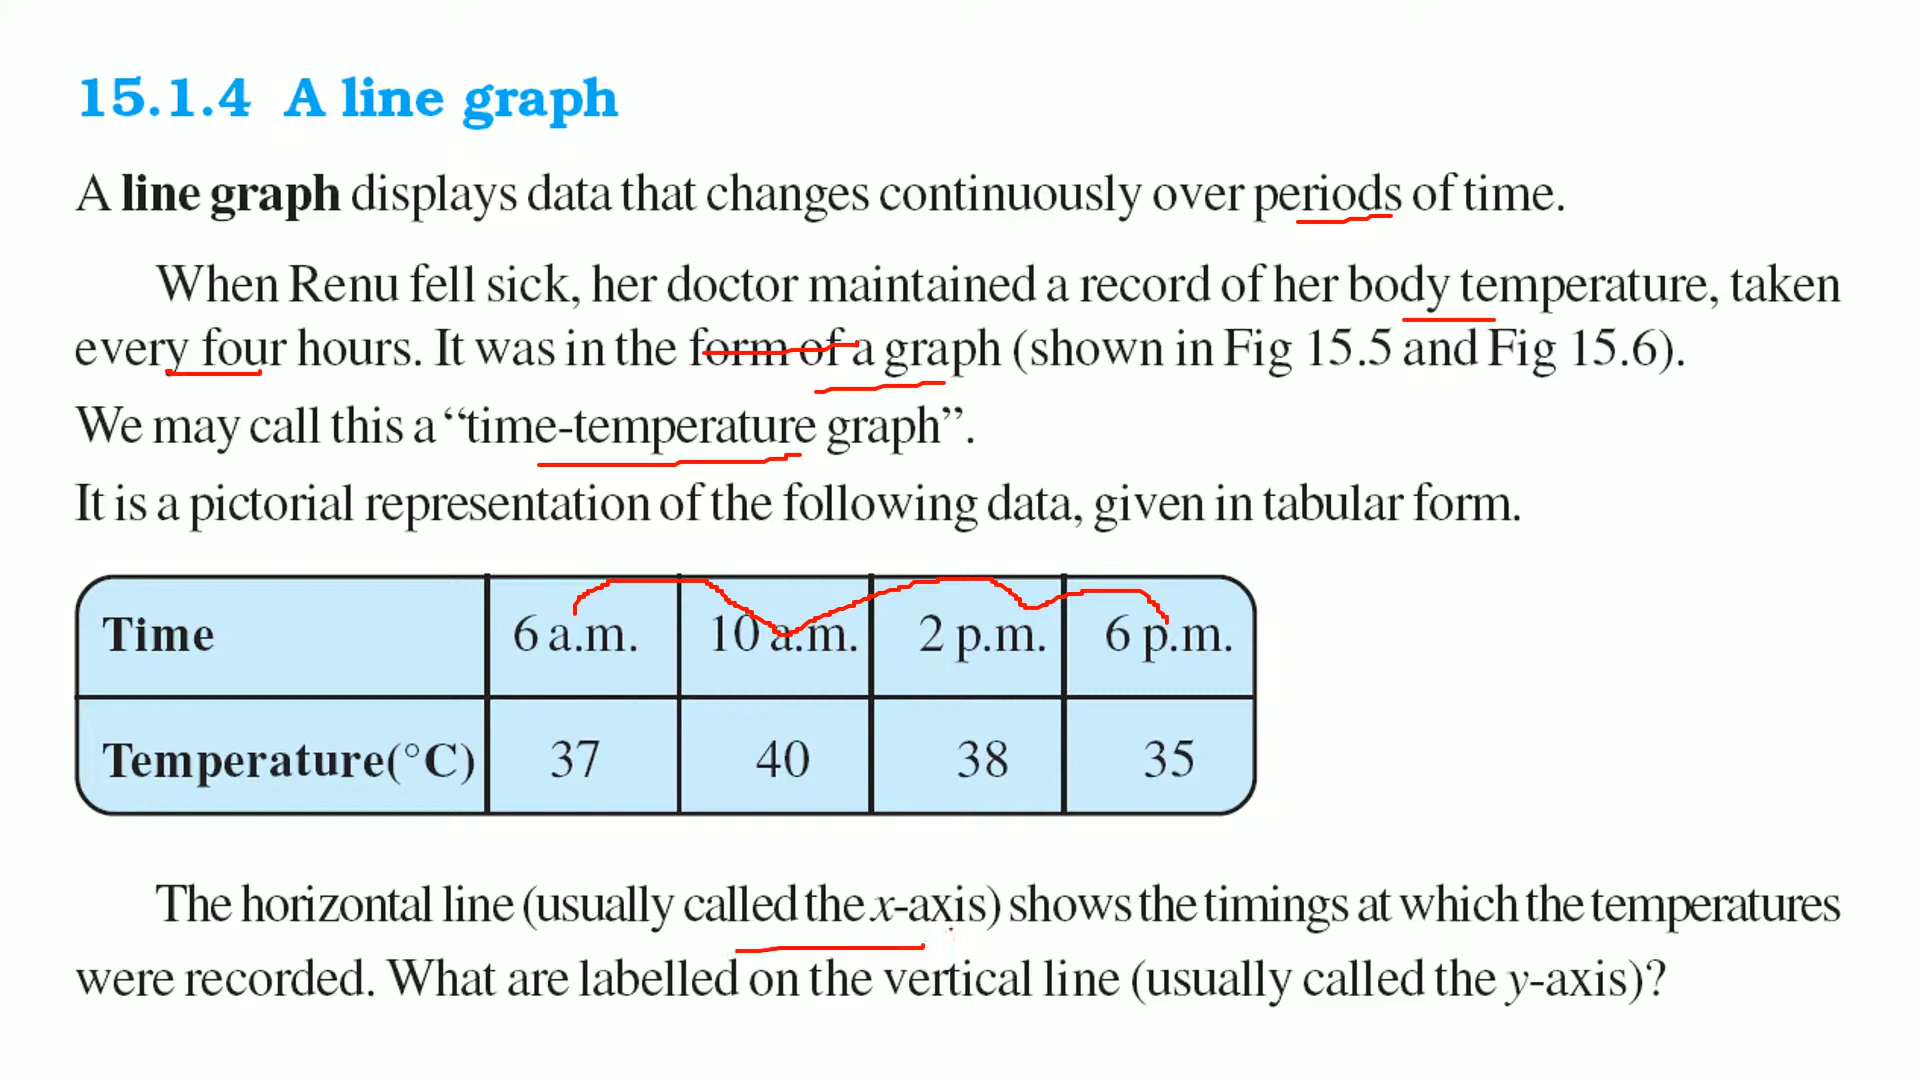 15.1.4 A line graph
A line graph displays data that changes continuously over periods of time.
When Renu fell sick, her doctor maintained a record of her body temperature, taken
every four hours. It was in the form of a graph (shown in Fig 15.5 and Fig 15.6).
We may call this a “time-temperature graph”.
It is a pictorial representation of the following data, given in tabular form.
Time 6 a.m. 10 a.m. 2 p.m. 6 p.m.
Temperature(°C) 37 40 38 35
The horizontal line (usually called the x-axis) shows the timings at which the temperatures
were recorded. What are labelled on the vertical line (usually called the y-axis)?